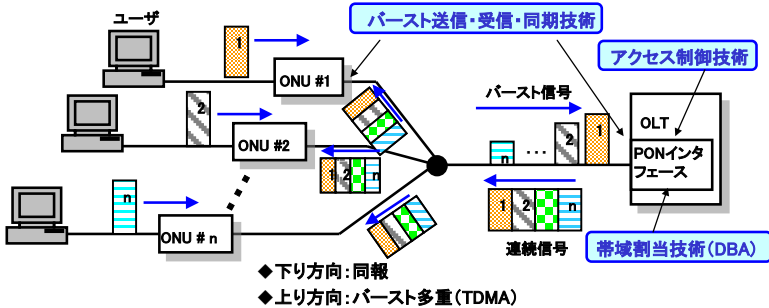 ユーザ
バースト送信・受信・同期技術
アクセス制御技術
1
ONU #1
バースト信号
OLT
2
ONU #2
1 2 n
n ... 2 1
PONインタ
フェース
n
ONU # n
1 2 n
連続信号
帯域割当技術(DBA)
◆下り方向:同報
◆上り方向:バースト多重(TDMA)